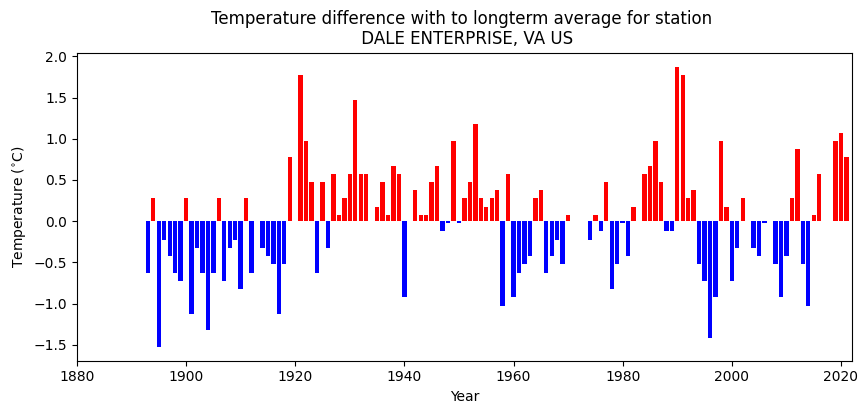 Temperature difference with to longterm average for station
DALE ENTERPRISE, VA US
2.0
1.5
1.0
0.5
0.0
−0.5
−1.0
−1.5
Temperature (°C)
1880 1900 1920 1940 1960 1980 2000 2020
Year